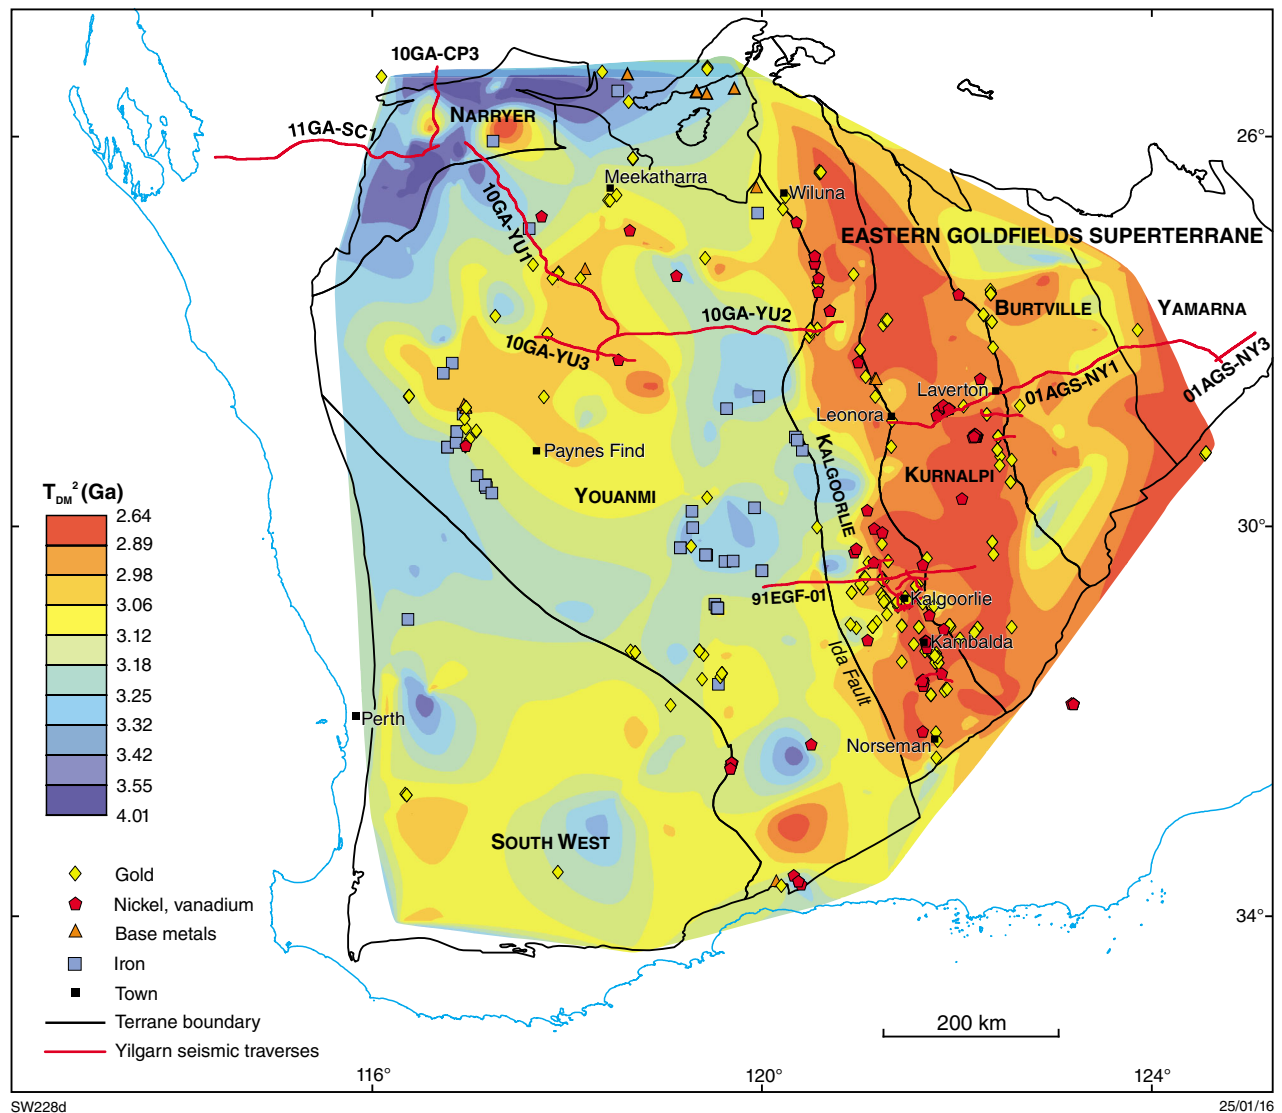 10GA-CP3
NARRYER
11GA-SC1
26°
Meekatharra
Wiluna
10GA-YU1
EASTERN GOLDFIELDS SUPERTERRANE
BURTVILLE
YAMARNA
10GA-YU2
10GA-YU3
01AGS-NY3
01AGS-NY1
Laverton
Leonora
Paynes Find
KALGOORLIE
KURNALPI
YOUANMI
TDM2 (Ga)
2.64
2.89
2.98
3.06
3.12
3.18
3.25
3.32
3.42
3.55
4.01
30°
91EGF-01
Kalgoorlie
Kambalda
Ida Fault
Perth
Norseman
SOUTH WEST
Gold
Nickel, vanadium
Base metals
Iron
Town
Terrane boundary
Yilgarn seismic traverses
34°
200 km
116°
120°
124°
SW228d
25/01/16